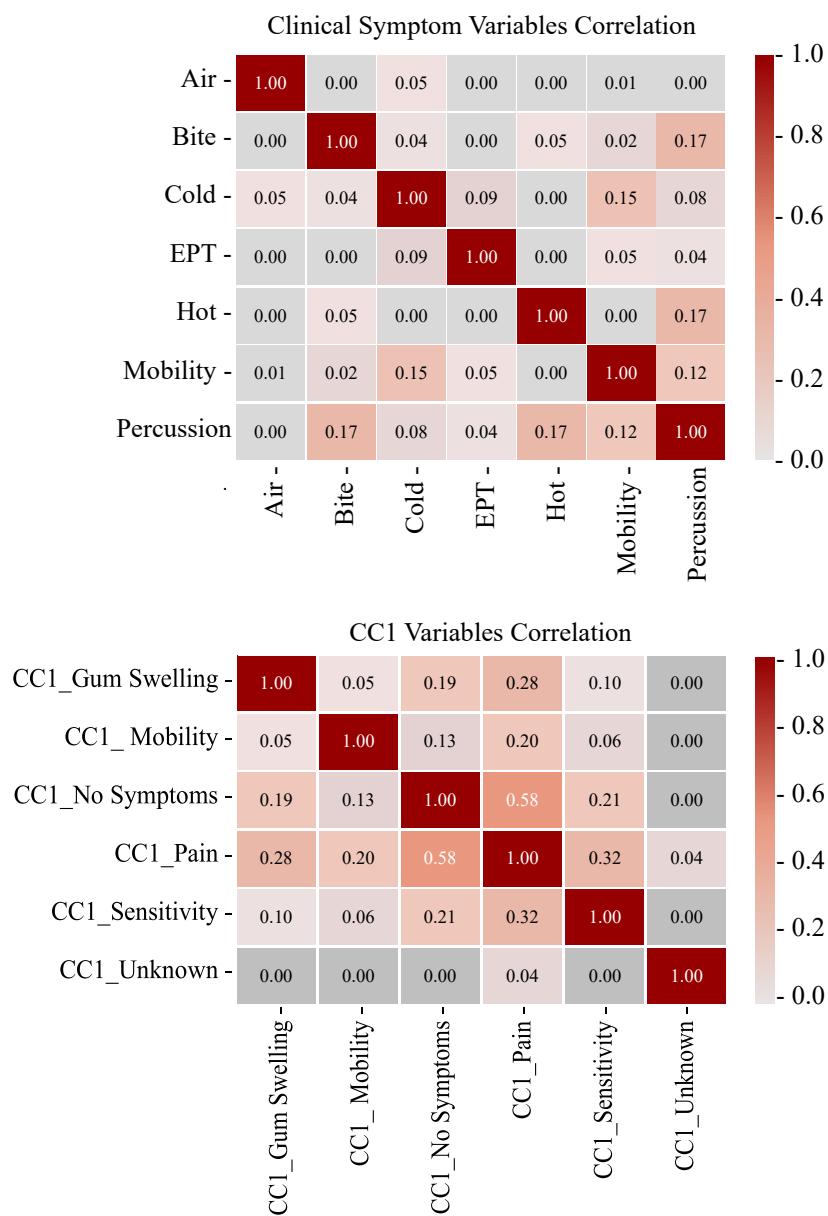 Clinical Symptom Variables Correlation
Air - 1.00 0.00 0.05 0.00 0.00 0.01 0.00
Bite - 0.00 1.00 0.04 0.00 0.05 0.02 0.17
Cold - 0.05 0.04 1.00 0.09 0.00 0.15 0.08
EPT - 0.00 0.00 0.09 1.00 0.00 0.05 0.04
Hot - 0.00 0.05 0.00 0.00 1.00 0.00 0.17
Mobility - 0.01 0.02 0.15 0.05 0.00 1.00 0.12
Percussion 0.00 0.17 0.08 0.04 0.17 0.12 1.00
Air
Bite
Cold
EPT
Hot
Mobility
Percussion
1.0
0.8
0.6
0.4
0.2
0.0
CC1 Variables Correlation
CC1_Gum Swelling - 1.00 0.05 0.19 0.28 0.10 0.00
CC1_ Mobility - 0.05 1.00 0.13 0.20 0.06 0.00
CC1_No Symptoms - 0.19 0.13 1.00 0.58 0.21 0.00
CC1_Pain - 0.28 0.20 0.58 1.00 0.32 0.04
CC1_Sensitivity - 0.10 0.06 0.21 0.32 1.00 0.00
CC1_Unknown - 0.00 0.00 0.00 0.04 0.00 1.00
CC1_Gum Swelling
CC1_ Mobility
CC1_No Symptoms
CC1_Pain
CC1_Sensitivity
CC1_Unknown
1.0
0.8
0.6
0.4
0.2
0.0